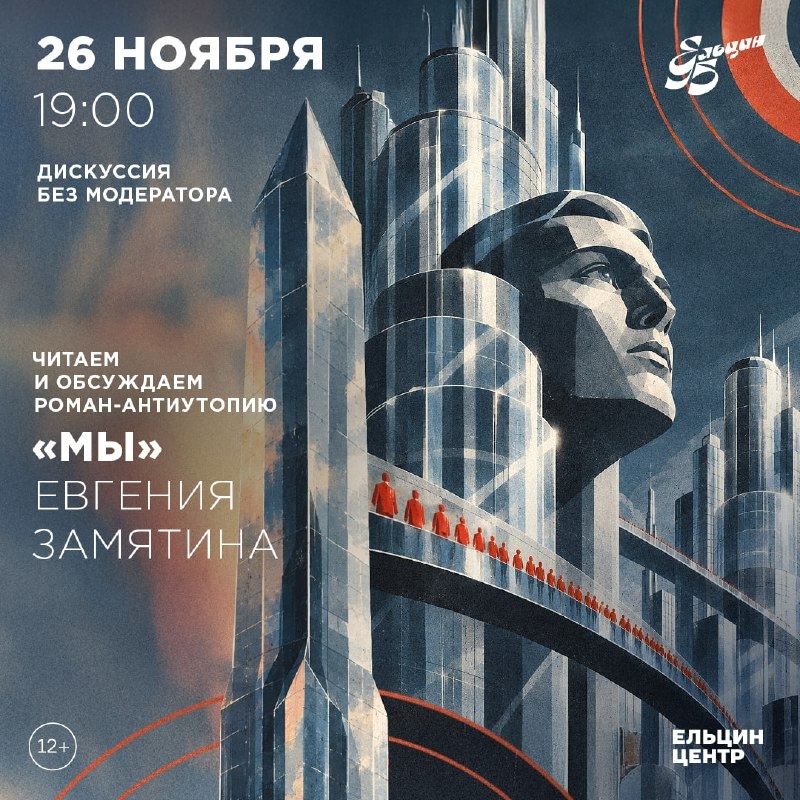 26 НОЯБРЯ
19:00
ДИСКУССИЯ
БЕЗ МОДЕРАТОРА
ЧИТАЕМ
И ОБСУЖДАЕМ
РОМАН-АНТИУТОПИЮ
«МЫ»
ЕВГЕНИЯ
ЗАМЯТИНА
12+
ЕЛЬЦИН
ЦЕНТР